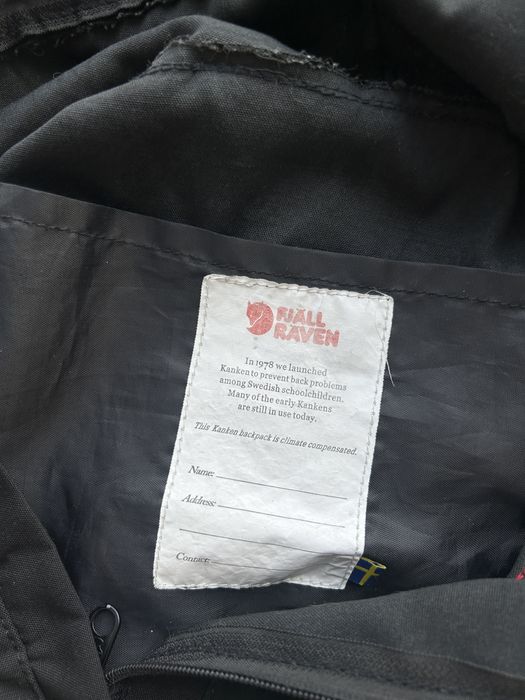 FJÄLL
RÄVEN
In 1978 we launched
Kanken to prevent back problems
among Swedish schoolchildren.
Many of the early Kankens
are still in use today.
This Kanken backpack is climate compensated.
Name:
Address:
Contact: